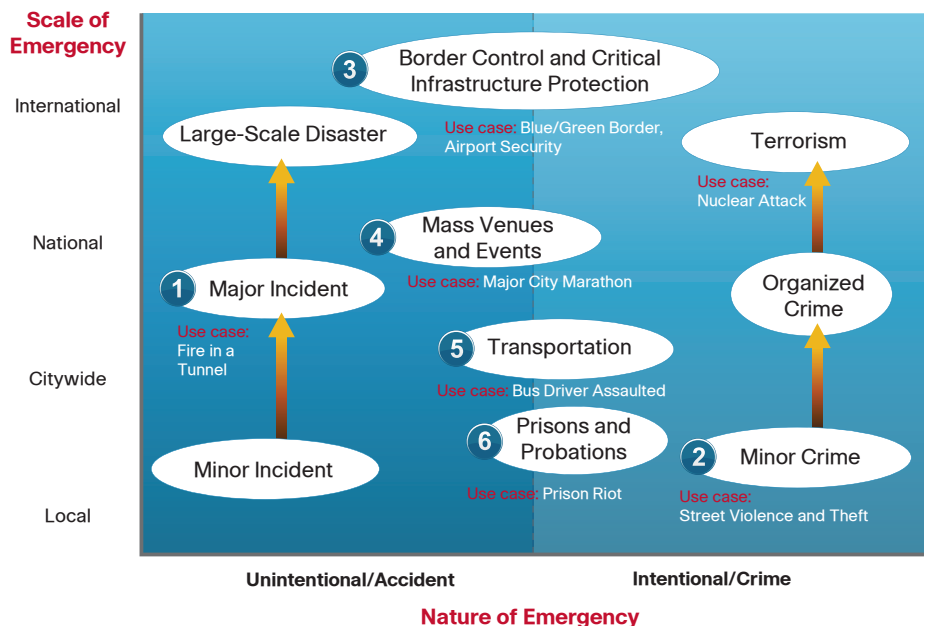 Scale of
Emergency
3
Border Control and Critical
Infrastructure Protection
International
Large-Scale Disaster
Use case: Blue/Green Border,
Airport Security
Terrorism
Use case:
Nuclear Attack
National
4
Mass Venues
and Events
Use case: Major City Marathon
1
Major Incident
Organized
Crime
Use case:
Fire in a
Tunnel
5
Transportation
Citywide
Use case: Bus Driver Assaulted
6
Prisons and
Probations
2
Minor Crime
Minor Incident
Use case: Prison Riot
Use case:
Street Violence and Theft
Local
Unintentional/Accident
Intentional/Crime
Nature of Emergency